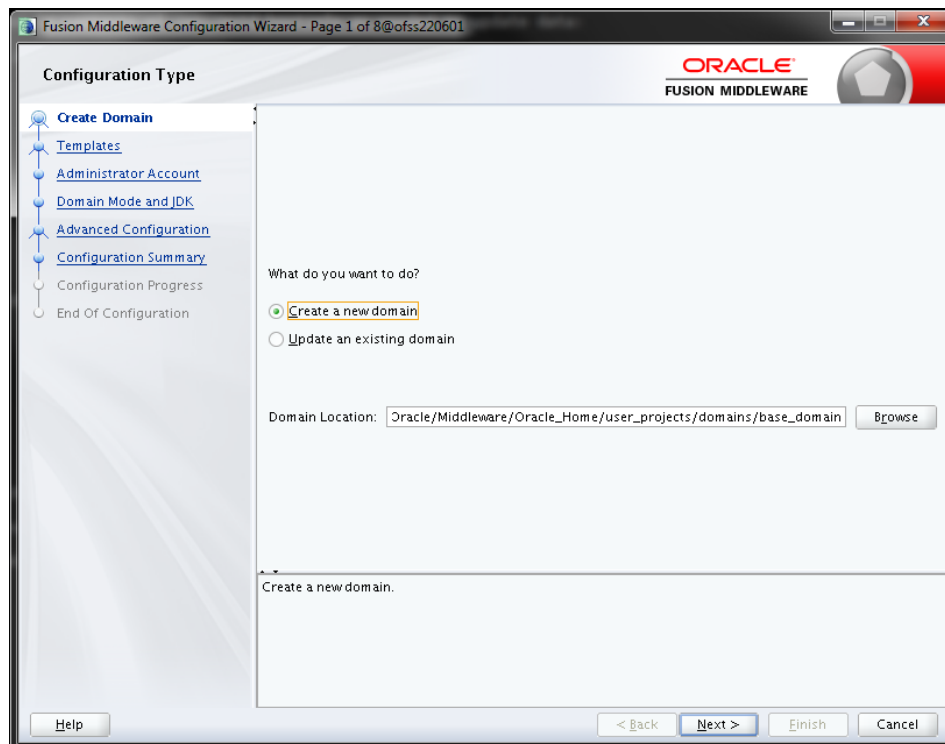 Fusion Middleware Configuration Wizard - Page 1 of 8@ofss220601
Configuration Type
ORACLE
FUSION MIDDLEWARE
Create Domain
Templates
Administrator Account
Domain Mode and JDK
Advanced Configuration
Configuration Summary
Configuration Progress
End Of Configuration
What do you want to do?
Create a new domain
Update an existing domain
Domain Location: Oracle/Middleware/Oracle_Home/user_projects/domains/base_domain Browse
Create a new domain.
Help < Back Next > Finish Cancel